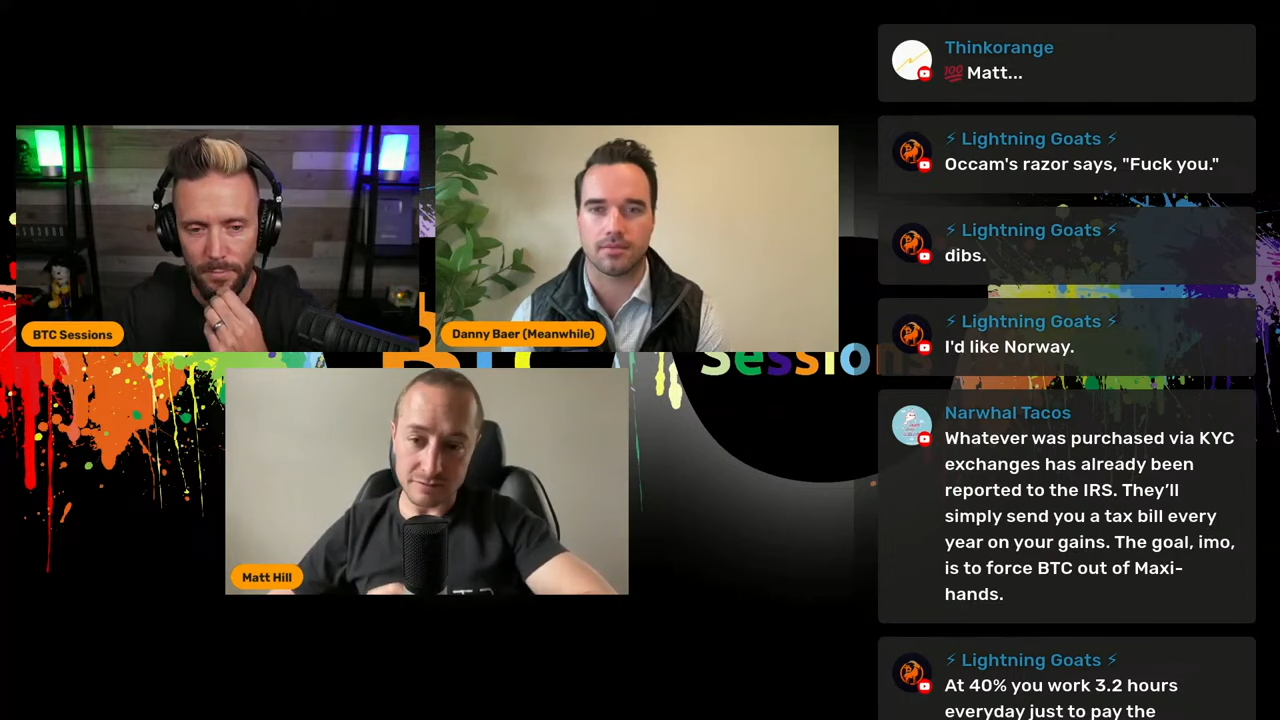 BTC Sessions
Danny Baer (Meanwhile)
Sessions
Matt Hill
Thinkorange
💯 Matt...
⚡ Lightning Goats ⚡
Occam's razor says, "Fuck you."
⚡ Lightning Goats ⚡
dibs.
⚡ Lightning Goats ⚡
I'd like Norway.
Narwhal Tacos
Whatever was purchased via KYC
exchanges has already been
reported to the IRS. They'll
simply send you a tax bill every
year on your gains. The goal, imo,
is to force BTC out of Maxi-
hands.
⚡ Lightning Goats ⚡
At 40% you work 3.2 hours
everyday just to pay the